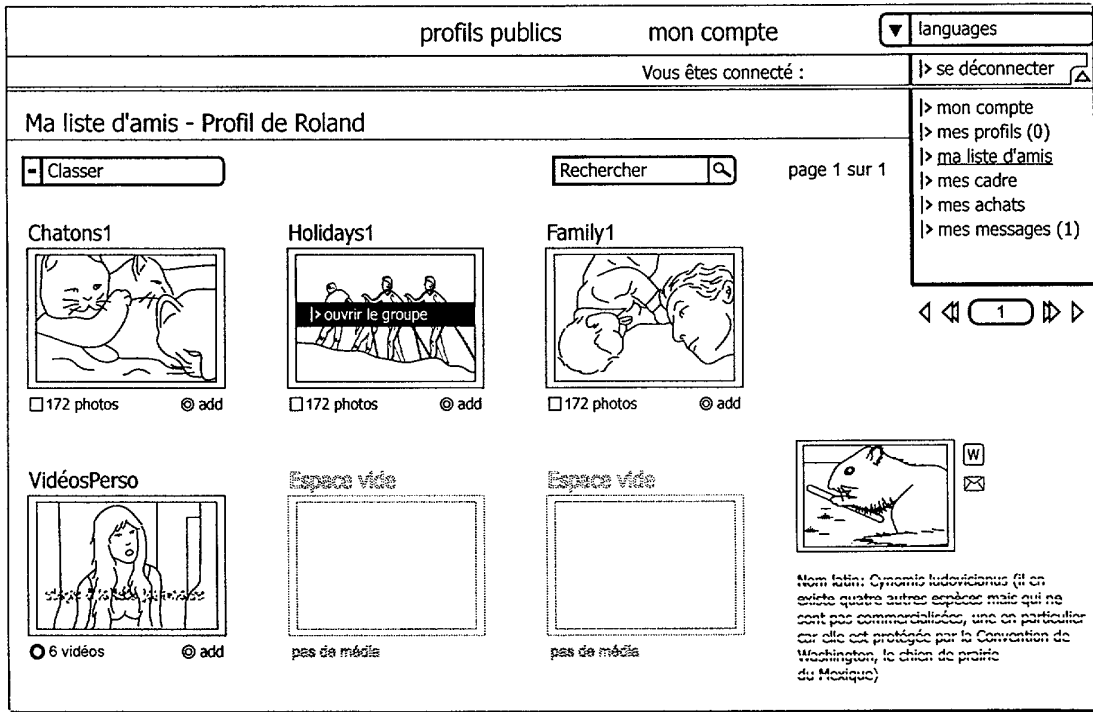 profils publics
mon compte
▼ languages
Vous êtes connecté :
|> se déconnecter
|> mon compte
|> mes profils (0)
|> ma liste d'amis
|> mes cadre
|> mes achats
|> mes messages (1)
Ma liste d'amis - Profil de Roland
- Classer
Rechercher
page 1 sur 1
1
Chatons1
Holidays1
Family1
|> ouvrir le groupe
172 photos
add
172 photos
add
172 photos
add
VidéosPerso
Espace vide
Espace vide
W
6 vidéos
add
pas de média
pas de média
Nom latin: Cynomis ludovicianus (il en
existe quatre autres espèces mais qui ne
sont pas commercialisées, une en particulier
car elle est protégée par la Convention de
Washington, le chien de prairie
du Mexique)